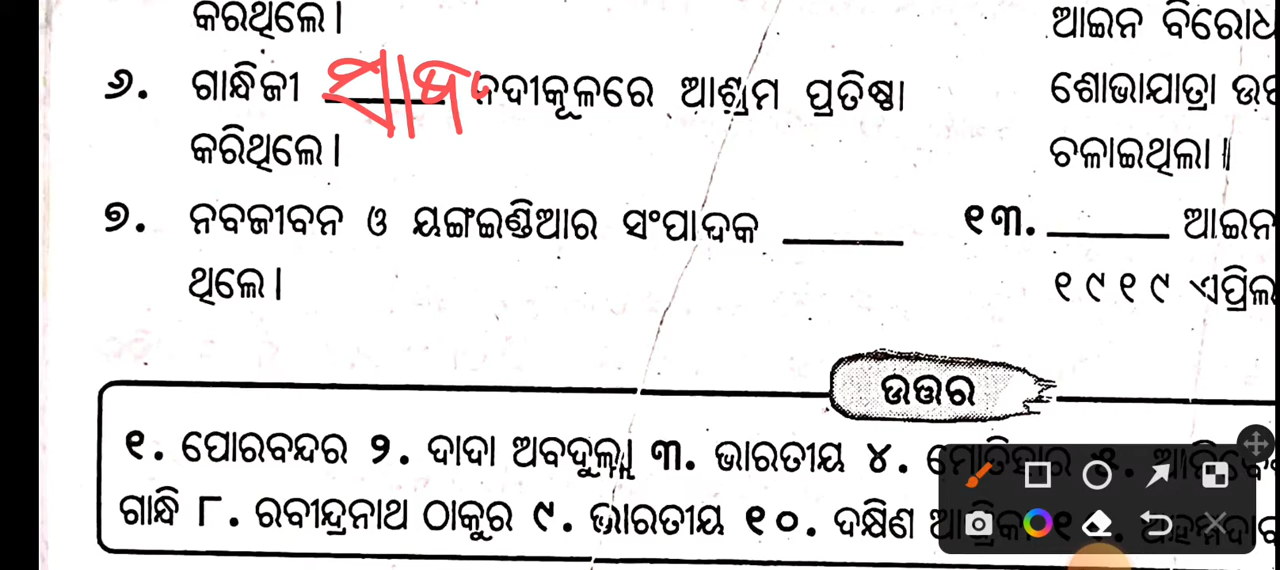 କରିଥିଲେ।
୬. ଗାନ୍ଧିଜୀ ନଦୀକୂଳରେ ଆଶ୍ରମ ପ୍ରତିଷ୍ଠା
କରିଥିଲେ।
୭. ନବଜୀବନ ଓ ୟଙ୍ଗଇଣ୍ଡିଆର ସଂପାଦକ ______
ଥିଲେ।
ଆଇନ ବିରୋଧ
ଶୋଭାଯାତ୍ରା
ଚଳାଇଥିଲା।
୧୩. ______ ଆଇନ
୧୯୧୯ ଏପ୍ରିଲ
ଉତ୍ତର
୧. ପୋରବନ୍ଦର ୨. ଦାଦା ଅବଦୁଲ୍ଲା ୩. ଭାରତୀୟ ୪.
ଗାନ୍ଧି ୮. ରବୀନ୍ଦ୍ରନାଥ ଠାକୁର ୯. ଭାରତୀୟ ୧୦. ଦକ୍ଷିଣ